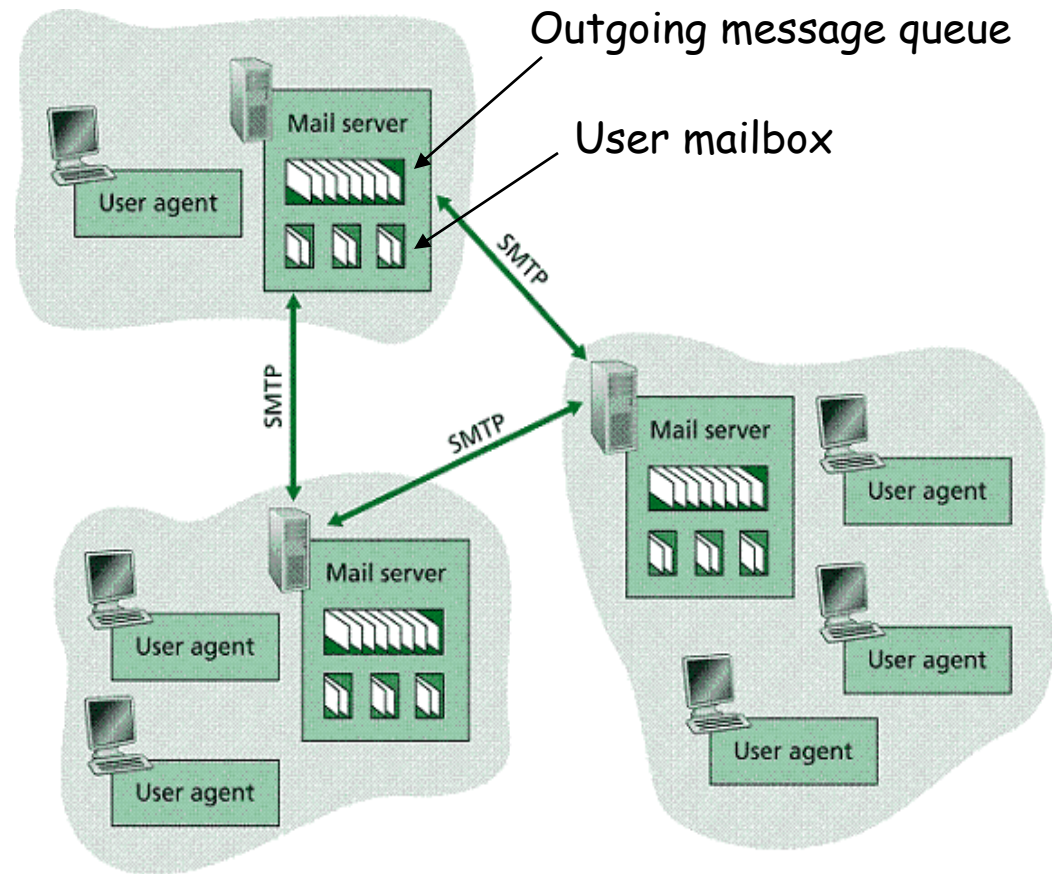 Outgoing message queue
Mail server
User mailbox
User agent
SMTP
SMTP
SMTP
Mail server
User agent
Mail server
User agent
User agent
User agent
User agent